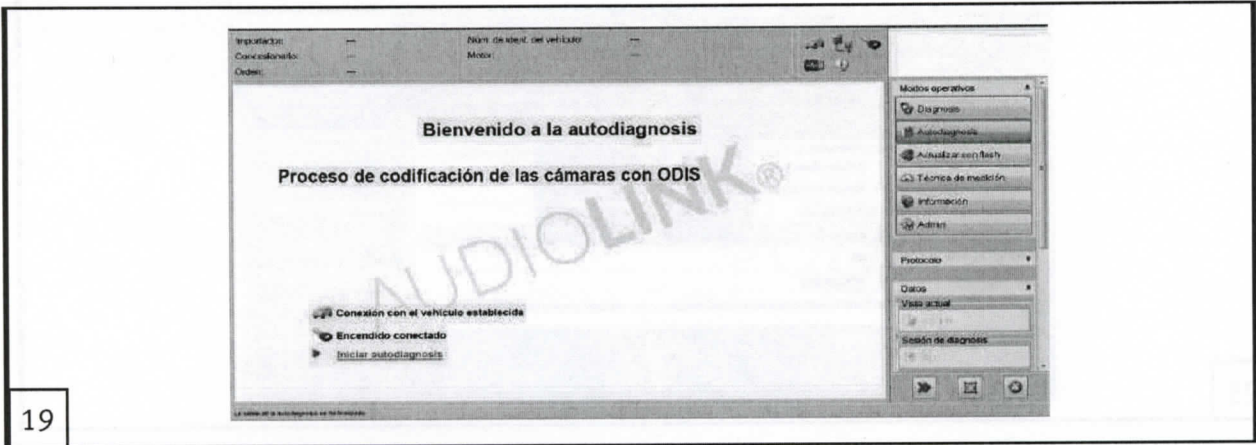 Importador: ---
Núm. de ident. del vehículo: ---
Concesionario: ---
Motor: ---
Orden: ---
Bienvenido a la autodiagnosis
Proceso de codificación de las cámaras con ODIS
AUDIOLINK®
Conexión con el vehículo establecida
Encendido conectado
Iniciar autodiagnosis
Modos operativos
Diagnosis
Autodiagnosis
Actualizar con flash
Técnica de medición
Información
Admin
Protocolo
Datos
Vista actual
Sesión de diagnosis
19